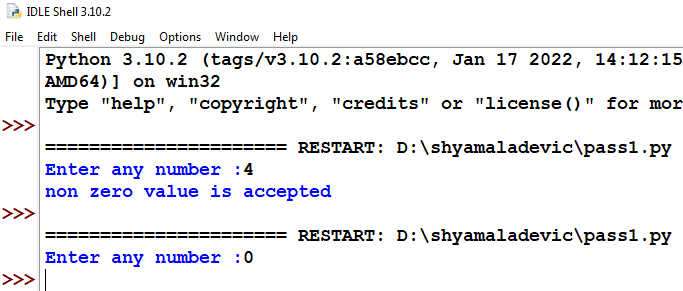 IDLE Shell 3.10.2
File Edit Shell Debug Options Window Help
Python 3.10.2 (tags/v3.10.2:a58ebcc, Jan 17 2022, 14:12:15
AMD64)] on win32
Type "help", "copyright", "credits" or "license()" for mor
>>>
====================== RESTART: D:\shyamaladevic\pass1.py
Enter any number :4
non zero value is accepted
>>>
====================== RESTART: D:\shyamaladevic\pass1.py
Enter any number :0
>>>